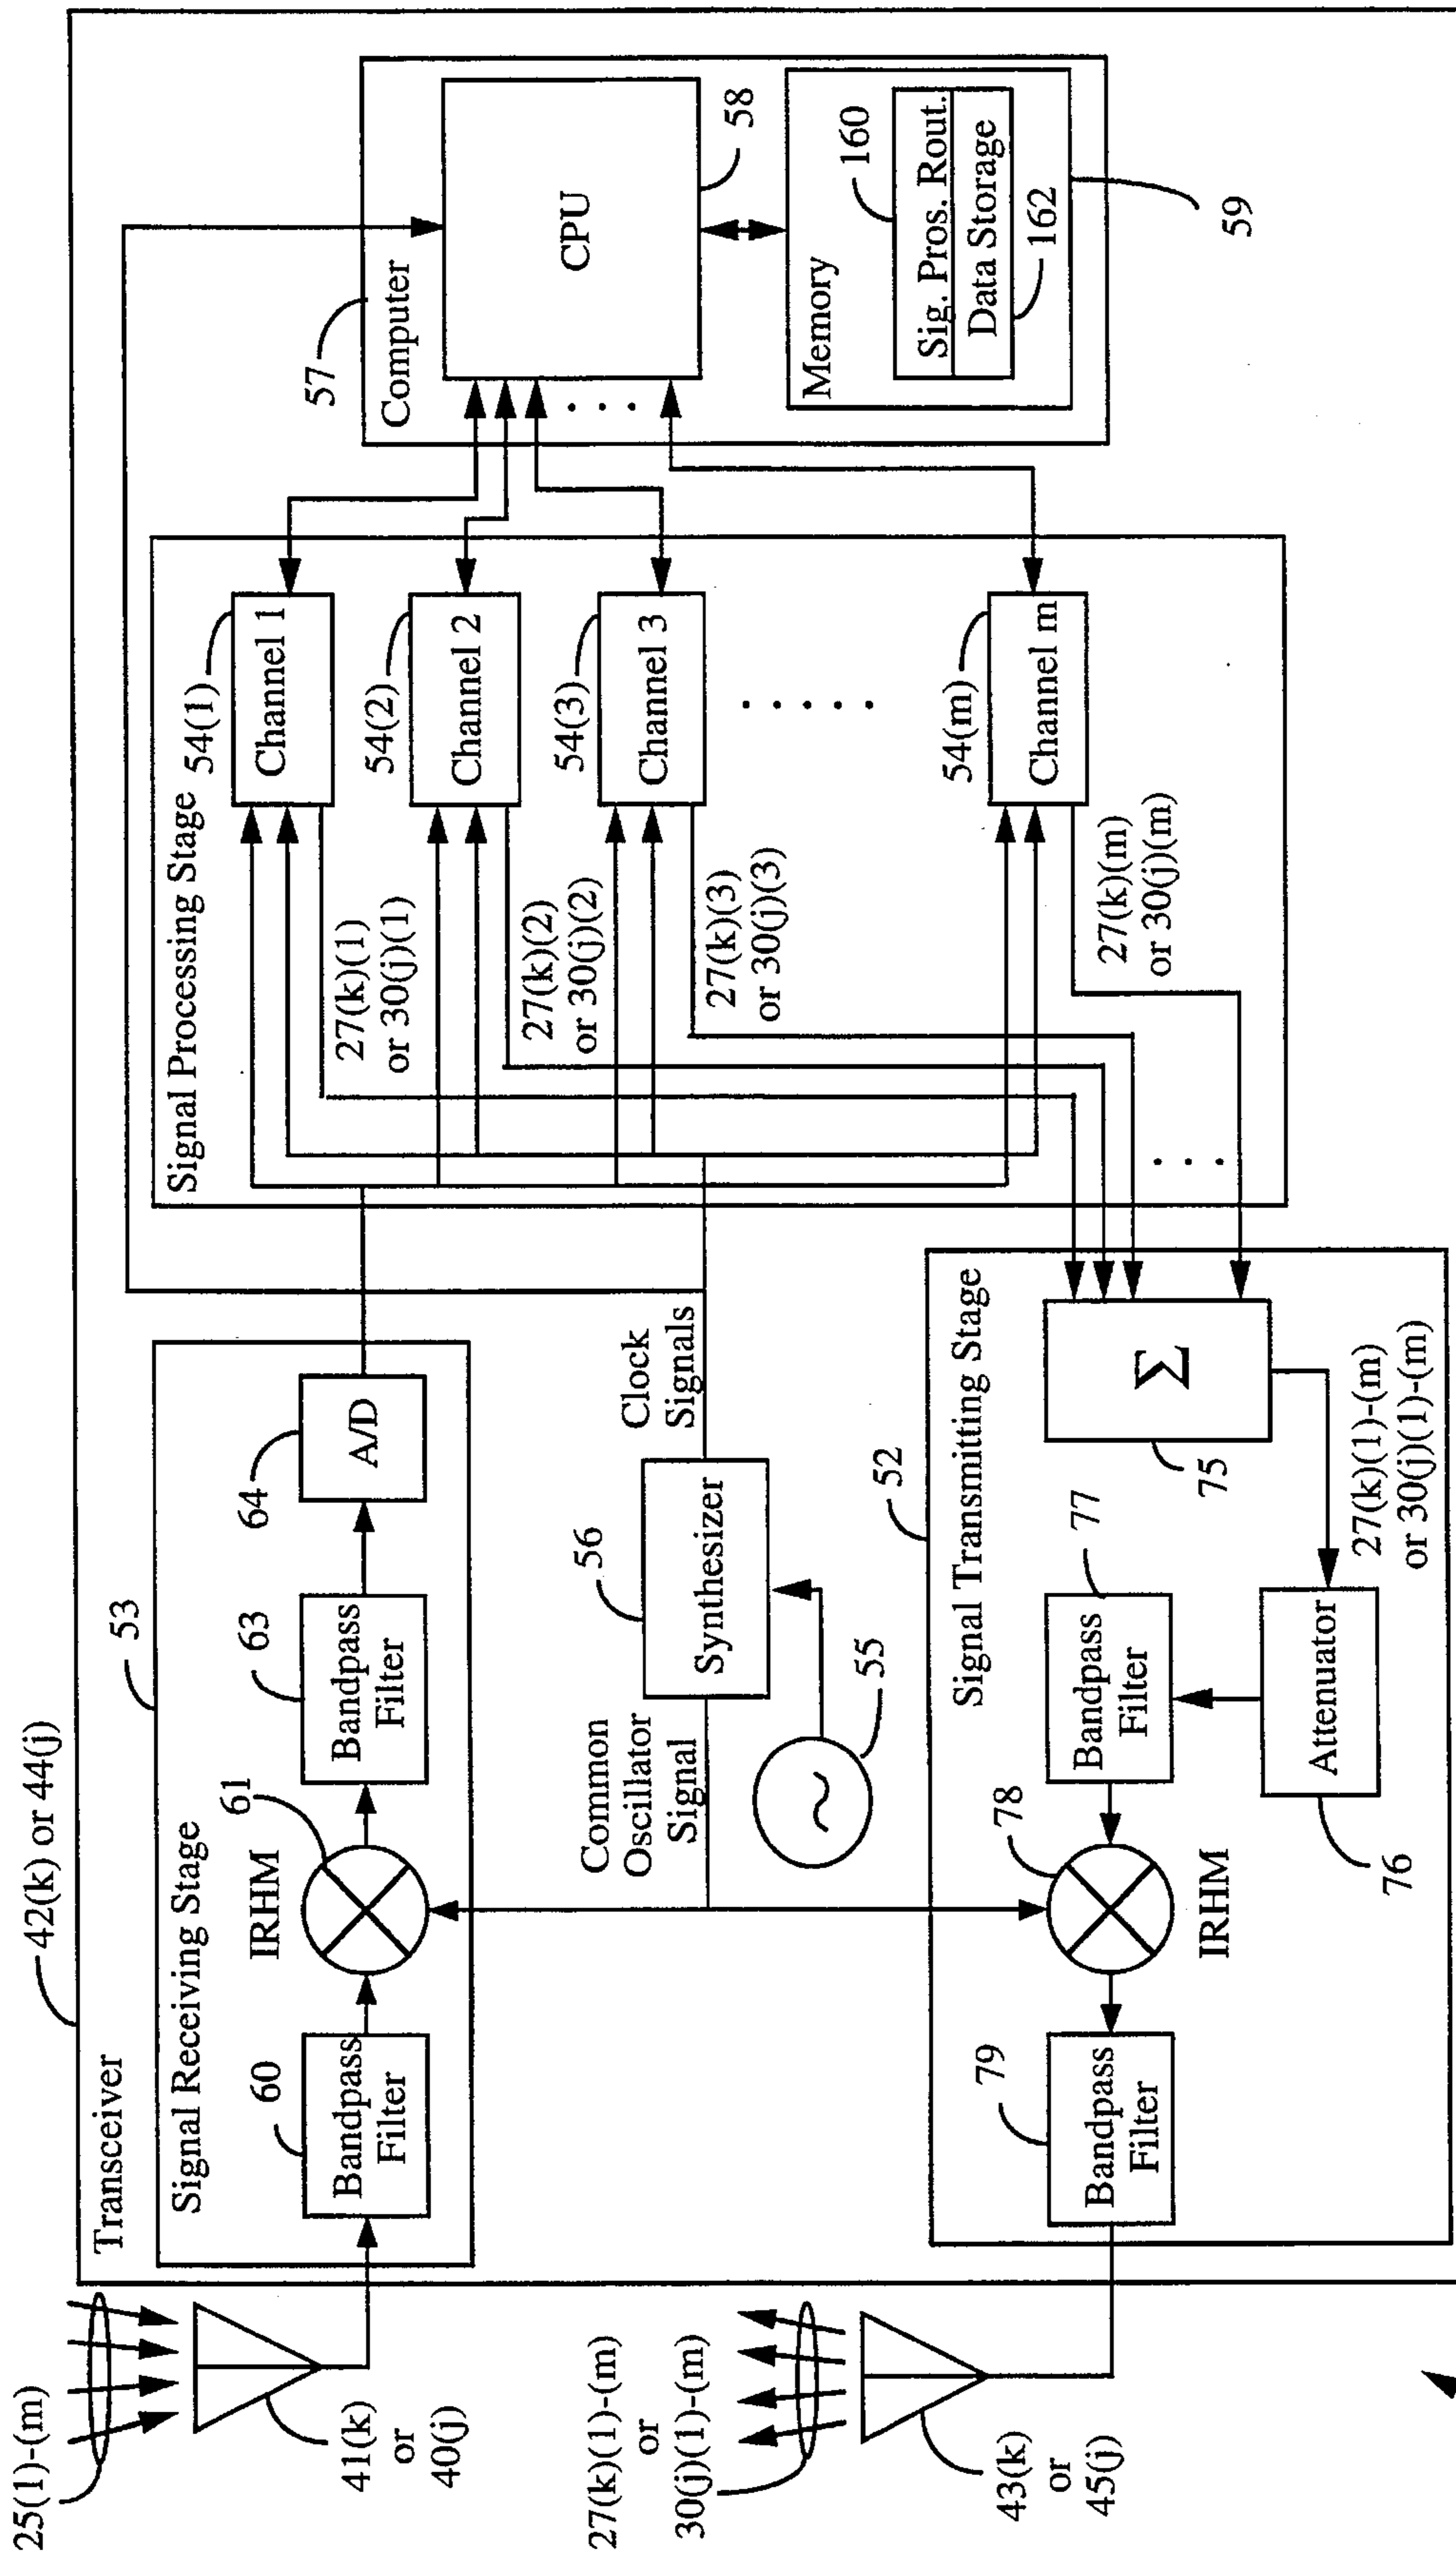 25(1)-(m)
41(k)
or
40(j)
42(k) or 44(j)
Transceiver
53
Signal Receiving Stage
60
Bandpass
Filter
IRHM
61
63
Bandpass
Filter
64
A/D
Common
Oscillator
Signal
56
Synthesizer
55
Clock
Signals
Signal Processing Stage
54(1)
Channel 1
27(k)(1)
or 30(j)(1)
54(2)
Channel 2
27(k)(2)
or 30(j)(2)
54(3)
Channel 3
27(k)(3)
or 30(j)(3)
54(m)
Channel m
27(k)(m)
or 30(j)(m)
57
Computer
CPU
58
Memory
160
Sig. Pros. Rout.
Data Storage
162
59
27(k)(1)-(m)
or
30(j)(1)-(m)
43(k)
or
45(j)
52
Signal Transmitting Stage
79
Bandpass
Filter
78
IRHM
77
Bandpass
Filter
Σ
75
27(k)(1)-(m)
or 30(j)(1)-(m)
Attenuator
76